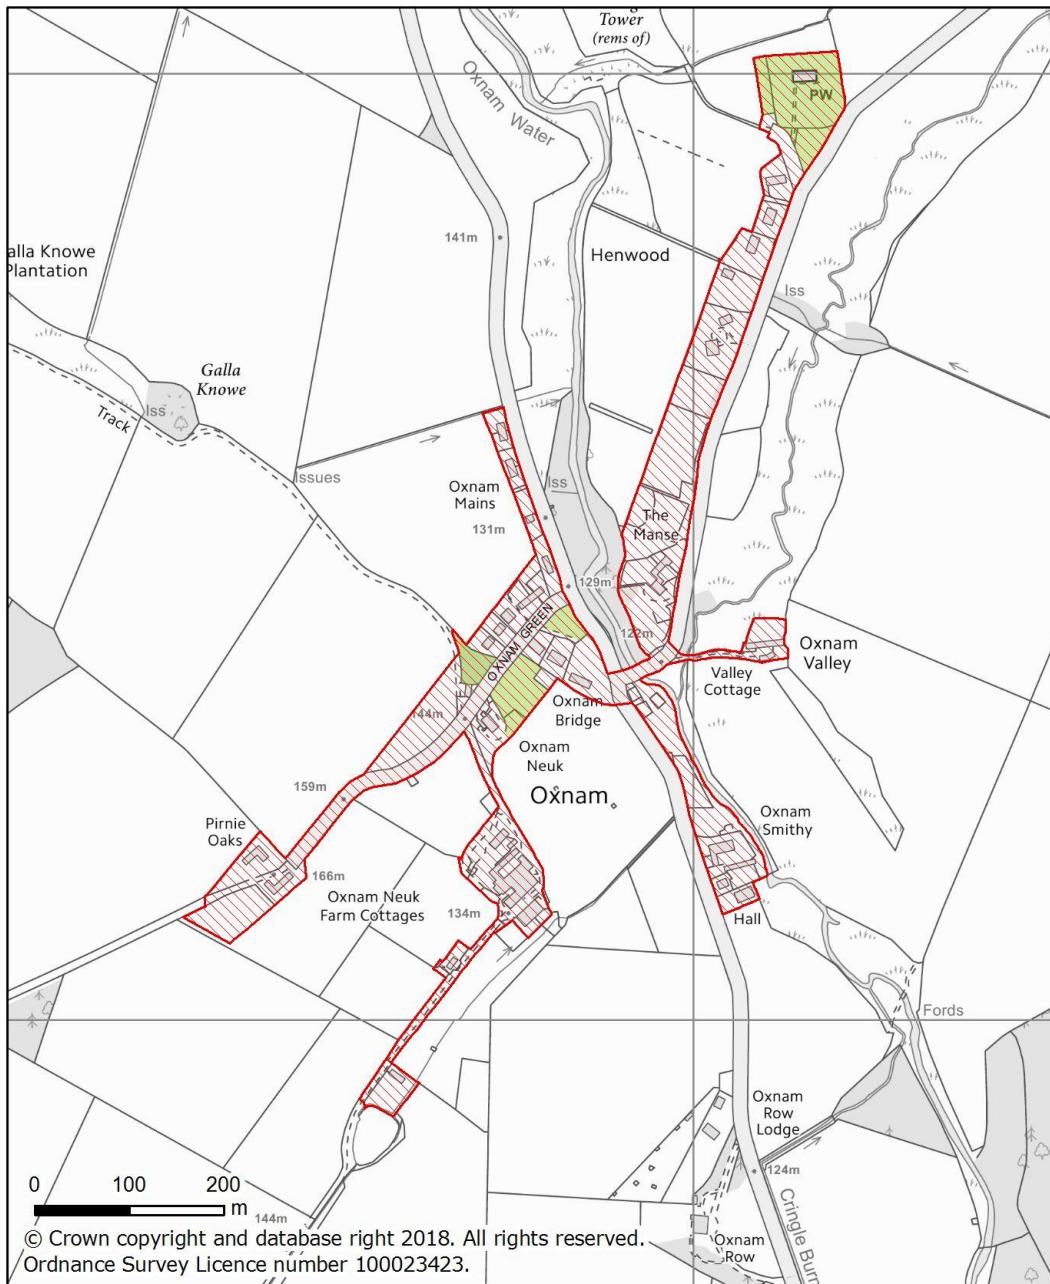 Tower
(rems of)
Oxnam Water
PW
141m
Henwood
alla Knowe
Plantation
Iss
Galla
Knowe
Iss
Track
Issues
Oxnam
Mains
Iss
131m
The
Manse
129m
OXNAM GREEN
122m
Oxnam
Valley
Valley
Cottage
Oxnam
Bridge
144m
Oxnam
Neuk
159m
Oxnam
Oxnam
Smithy
Pirnie
Oaks
166m
Oxnam Neuk
Farm Cottages
134m
Hall
Fords
Oxnam
Row
Lodge
124m
Cringle Burn
Oxnam
Row
0 100 200
m
144m
© Crown copyright and database right 2018. All rights reserved.
Ordnance Survey Licence number 100023423.